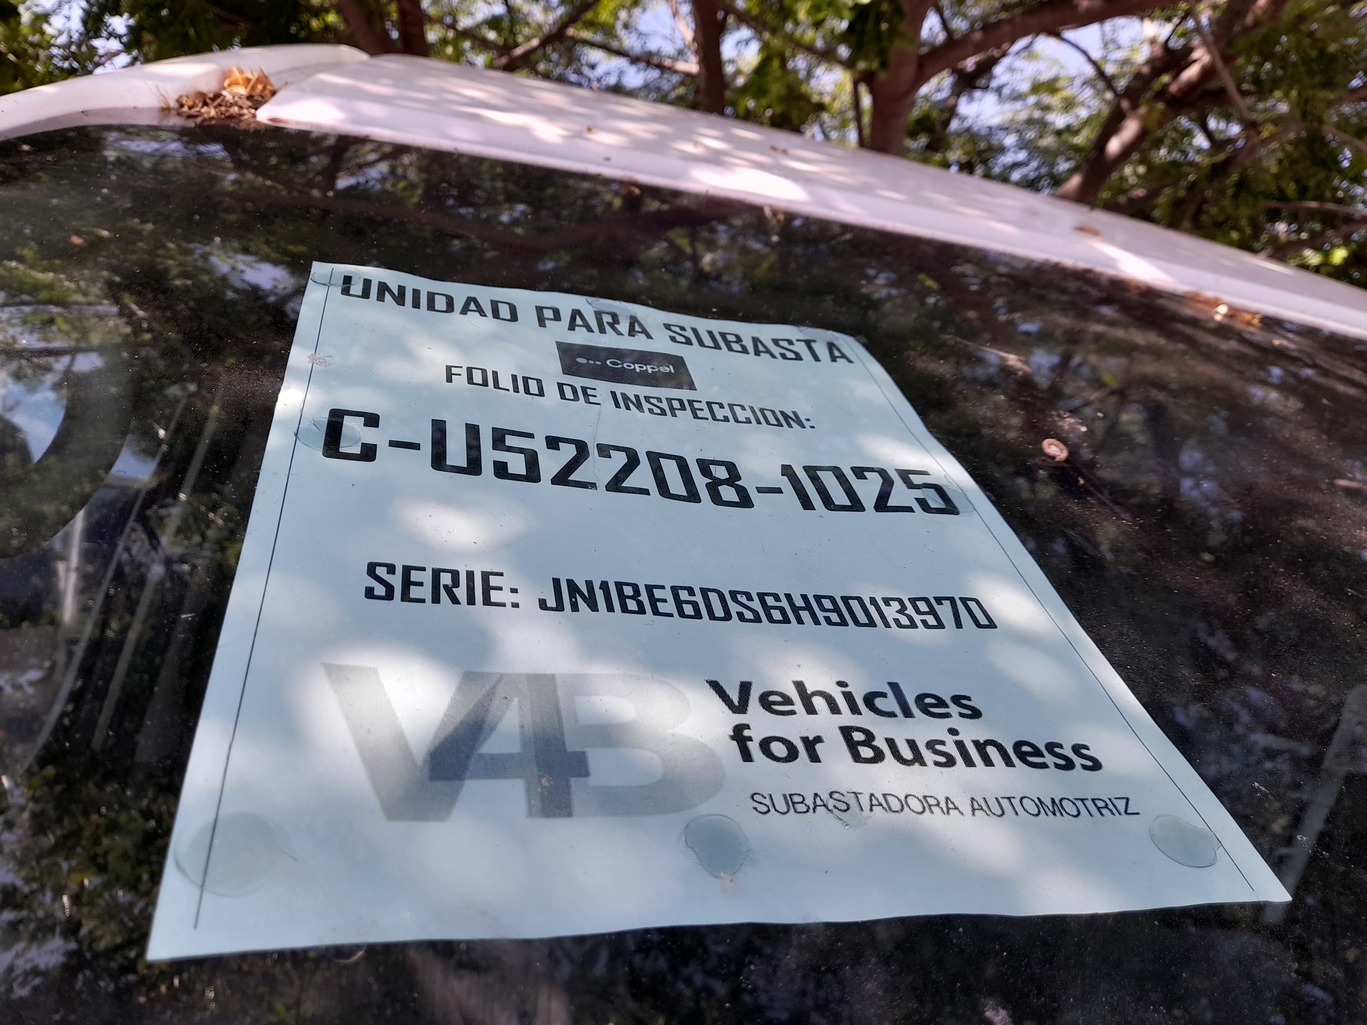 UNIDAD PARA SUBASTA
Coppel
FOLIO DE INSPECCION:
C-U52208-1025
SERIE: JN1BE6DS6H9013970
V4B
Vehicles
for Business
SUBASTADORA AUTOMOTRIZ